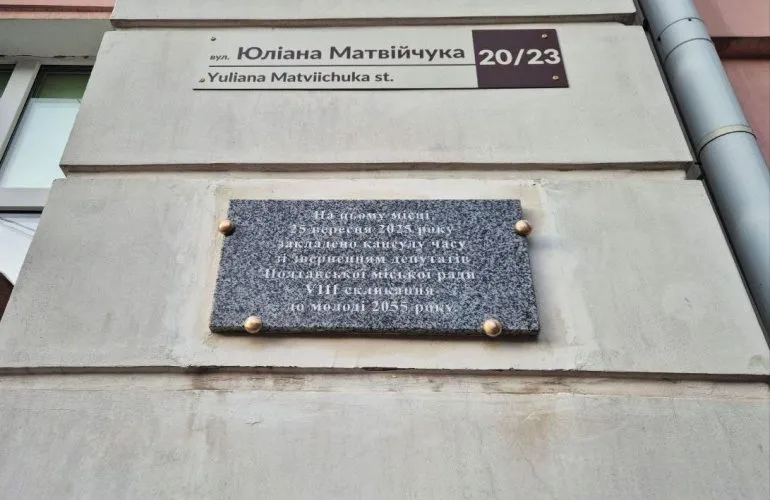 вул. Юліана Матвійчука 20/23
Yuliana Matviichuka st.
На цьому місці
25 вересня 2025 року
закладено капсулу часу
зі зверненням депутатів
Полтавської міської ради
VIII скликання
до молоді 2055 року